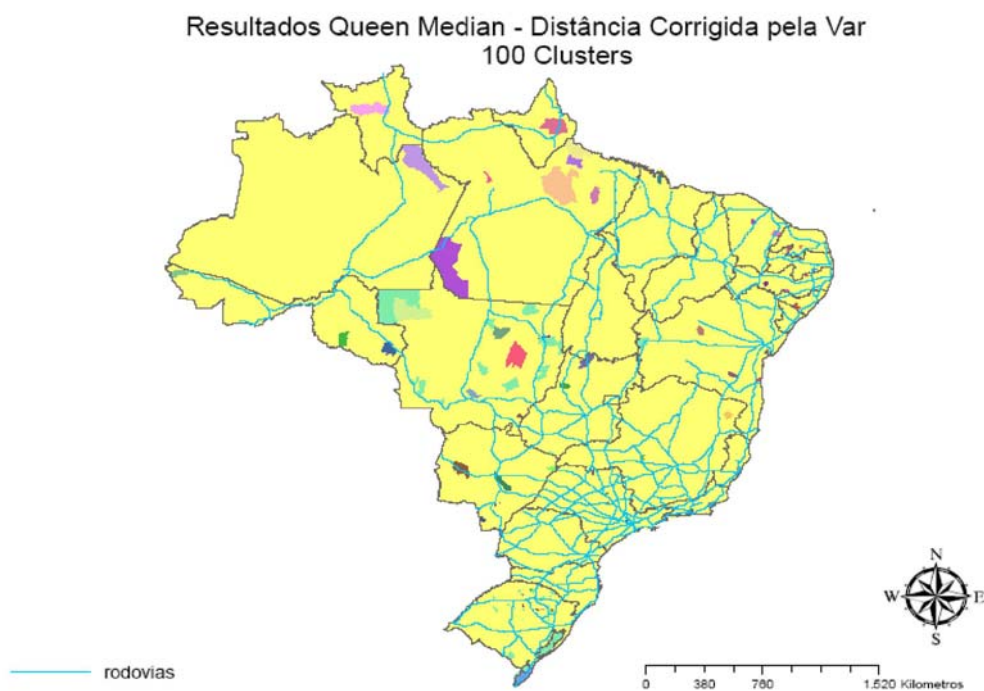 Resultados Queen Median - Distância Corrigida pela Var
100 Clusters
N
W E
S
rodovias
0 380 760 1.520 Kilometros